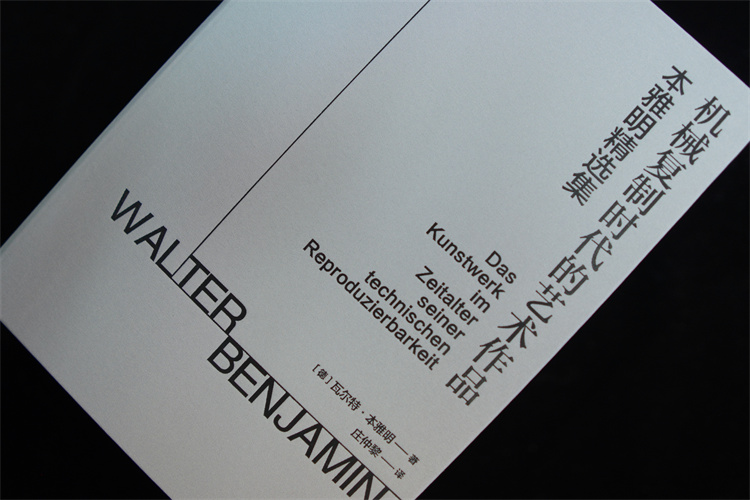 机械复制时代的艺术作品
本雅明精选集
Das
Kunstwerk
im
Zeitalter
seiner
technischen
Reproduzierbarkeit
WALTER
BENJAMIN
[德]瓦尔特·本雅明——著
庄仲黎——译